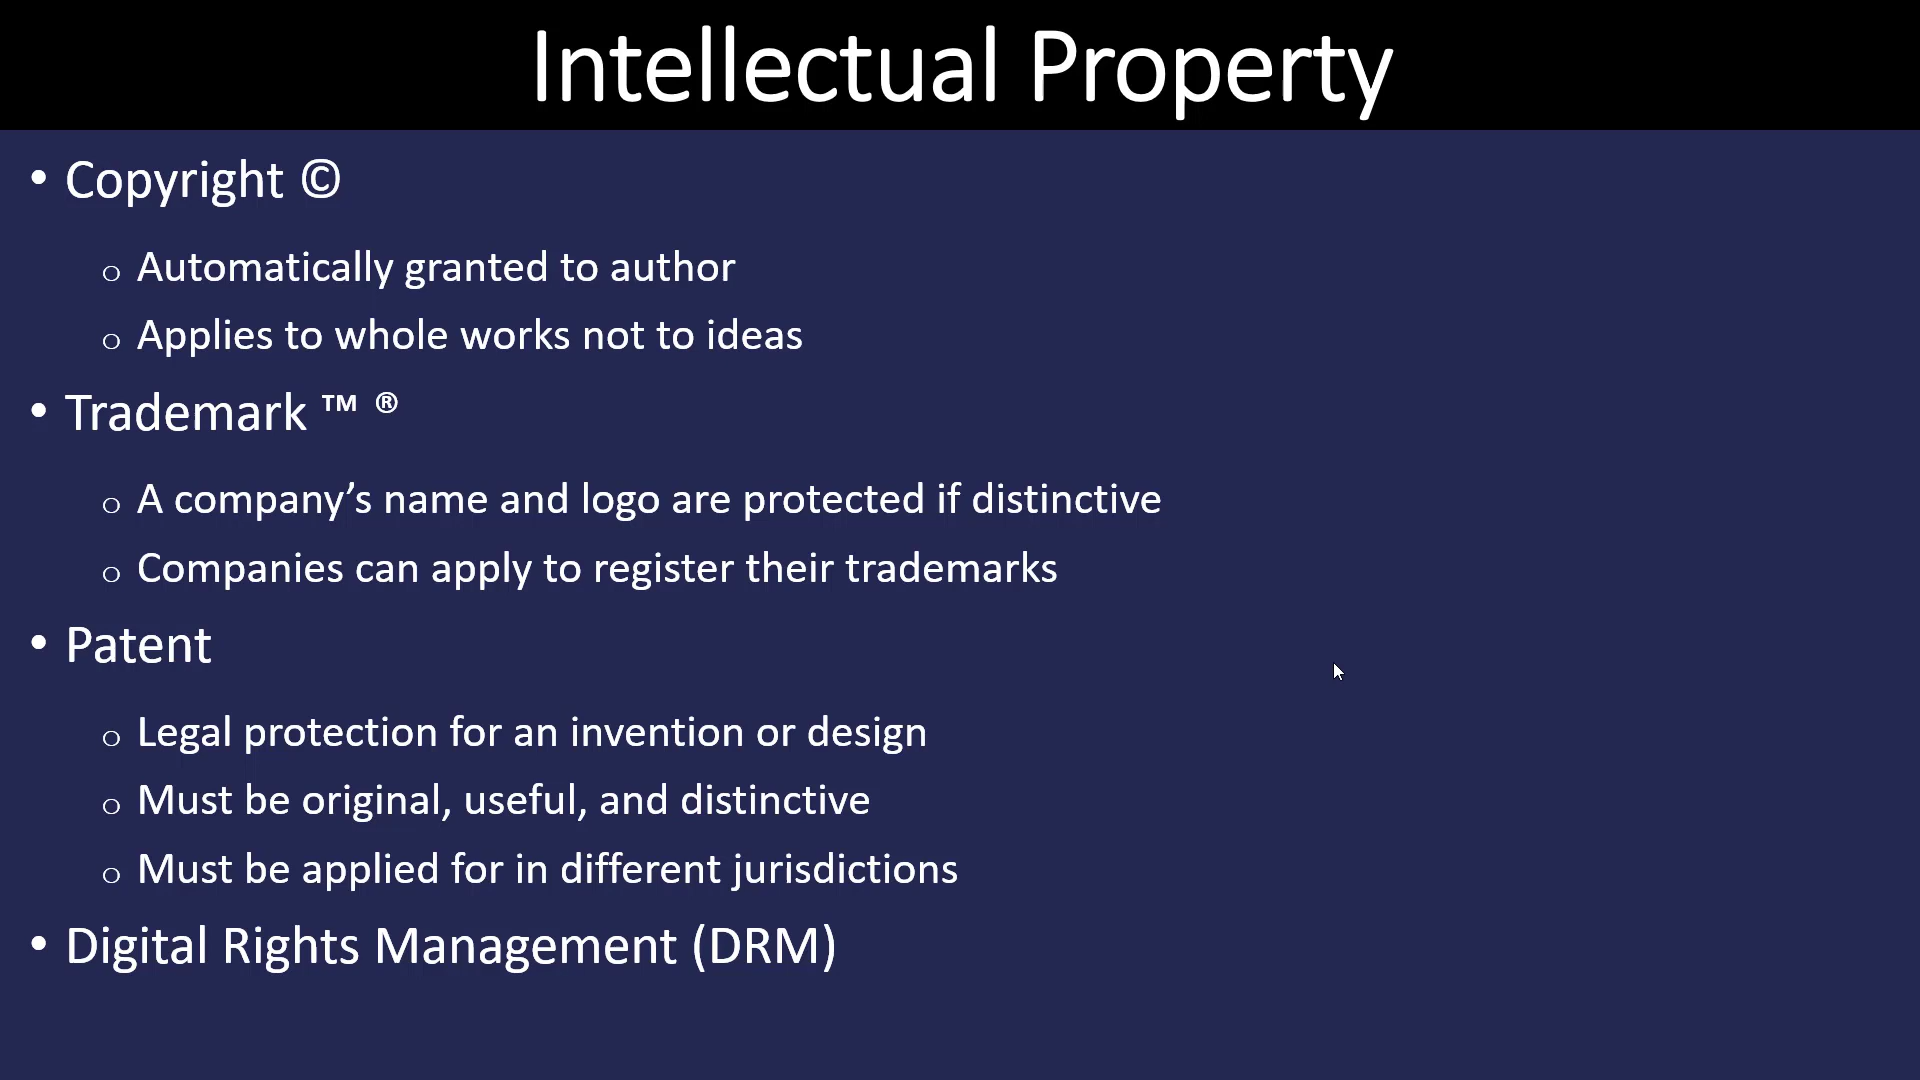 Intellectual Property
• Copyright ©
o Automatically granted to author
o Applies to whole works not to ideas
• Trademark ™ ®
o A company’s name and logo are protected if distinctive
o Companies can apply to register their trademarks
• Patent
o Legal protection for an invention or design
o Must be original, useful, and distinctive
o Must be applied for in different jurisdictions
• Digital Rights Management (DRM)